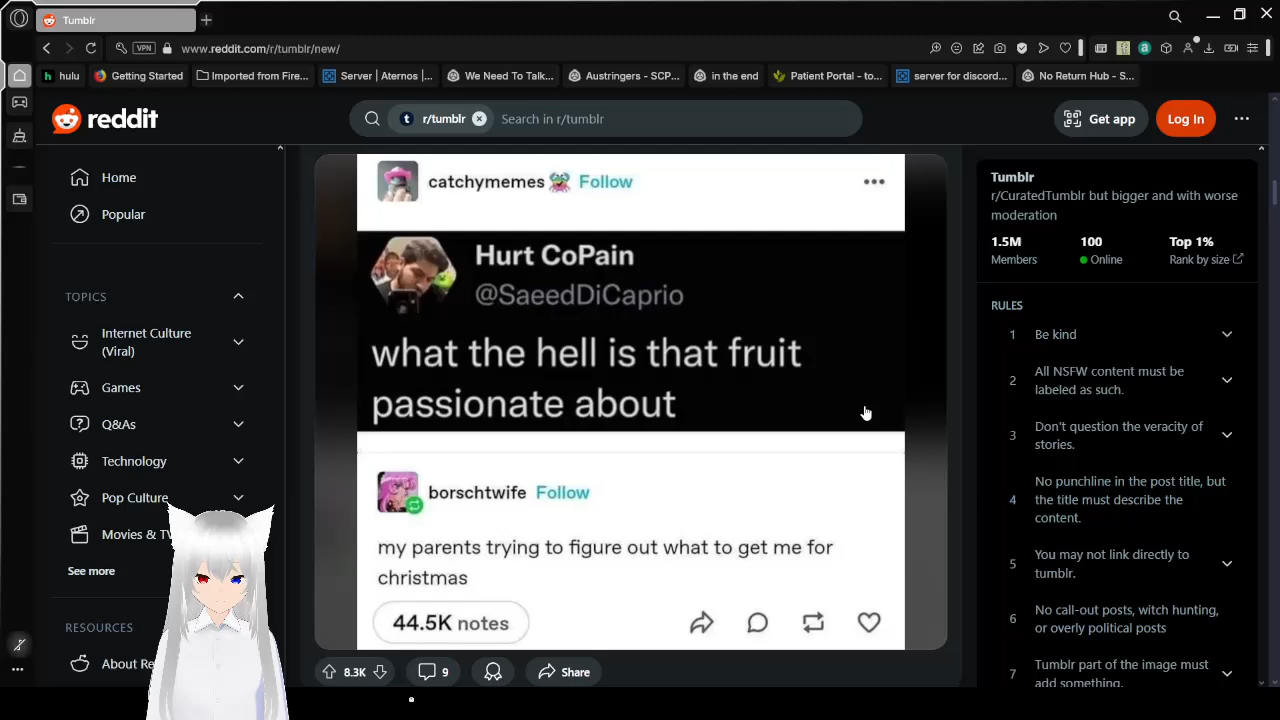 Tumblr
VPN
www.reddit.com/r/tumblr/new/
hulu
Getting Started
Imported from Fire...
Server | Aternos |...
We Need To Talk...
Austringers - SCP...
in the end
Patient Portal - to...
server for discord...
No Return Hub - S...
reddit
r/tumblr
Search in r/tumblr
Get app
Log In
Home
Popular
TOPICS
Internet Culture
(Viral)
Games
Q&As
Technology
Pop Culture
Movies & TV
See more
RESOURCES
About Re
catchymemes Follow
Hurt CoPain
@SaeedDiCaprio
what the hell is that fruit
passionate about
borschtwife Follow
my parents trying to figure out what to get me for
christmas
44.5K notes
8.3K
9
Share
Tumblr
r/CuratedTumblr but bigger and with worse
moderation
1.5M
Members
100
Online
Top 1%
Rank by size
RULES
1 Be kind
2 All NSFW content must be
labeled as such.
3 Don't question the veracity of
stories.
4 No punchline in the post title, but
the title must describe the
content.
5 You may not link directly to
tumblr.
6 No call-out posts, witch hunting,
or overly political posts
7 Tumblr part of the image must
add something.